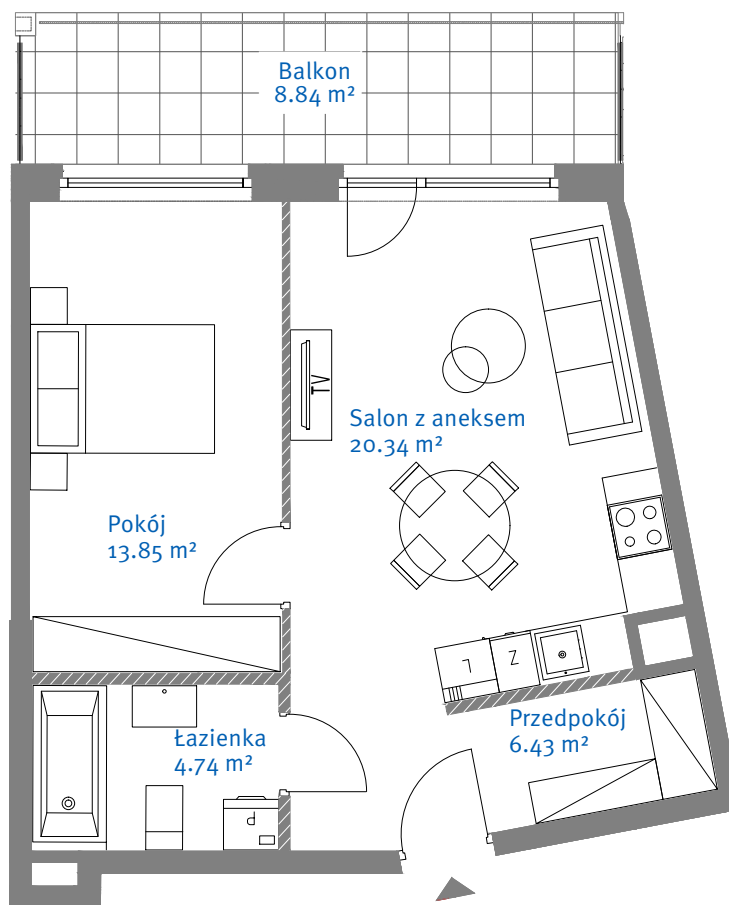 Balkon
8.84 m²
TV
Salon z aneksem
20.34 m²
Pokój
13.85 m²
L
Z
Przedpokój
6.43 m²
Łazienka
4.74 m²
P